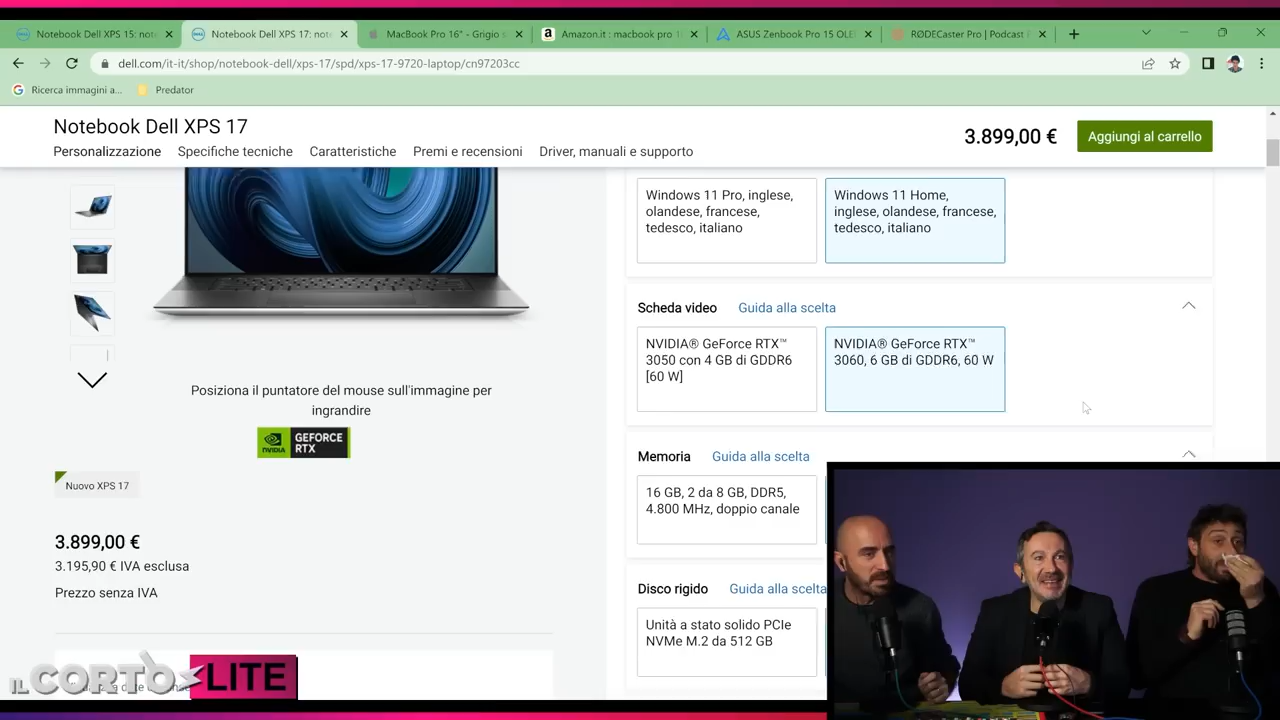 Notebook Dell XPS 15: note
Notebook Dell XPS 17: note
MacBook Pro 16" - Grigio s
Amazon.it : macbook pro 1
ASUS Zenbook Pro 15 OLE
RØDECaster Pro | Podcast
dell.com/it-it/shop/notebook-dell/xps-17/spd/xps-17-9720-laptop/cn97203cc
Ricerca immagini a...
Predator
Notebook Dell XPS 17
3.899,00 €
Aggiungi al carrello
Personalizzazione
Specifiche tecniche
Caratteristiche
Premi e recensioni
Driver, manuali e supporto
Windows 11 Pro, inglese,
olandese, francese,
tedesco, italiano
Windows 11 Home,
inglese, olandese, francese,
tedesco, italiano
Scheda video
Guida alla scelta
NVIDIA® GeForce RTX™
3050 con 4 GB di GDDR6
[60 W]
NVIDIA® GeForce RTX™
3060, 6 GB di GDDR6, 60 W
Posiziona il puntatore del mouse sull'immagine per
ingrandire
NVIDIA
GEFORCE
RTX
Memoria
Guida alla scelta
16 GB, 2 da 8 GB, DDR5,
4.800 MHz, doppio canale
Nuovo XPS 17
3.899,00 €
3.195,90 € IVA esclusa
Prezzo senza IVA
Disco rigido
Guida alla scelta
Unità a stato solido PCIe
NVMe M.2 da 512 GB
IL CORTO LITE